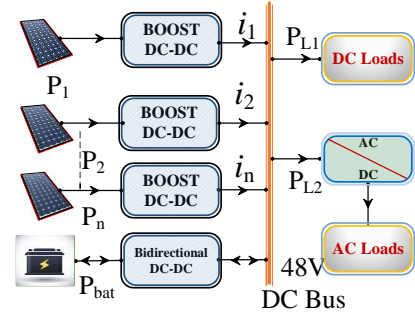 BOOST
DC-DC
i1
PL1
DC Loads
P1
BOOST
DC-DC
i2
P2
AC
DC
PL2
BOOST
DC-DC
in
Pn
Bidirectional
DC-DC
Pbat
48V
AC Loads
DC Bus